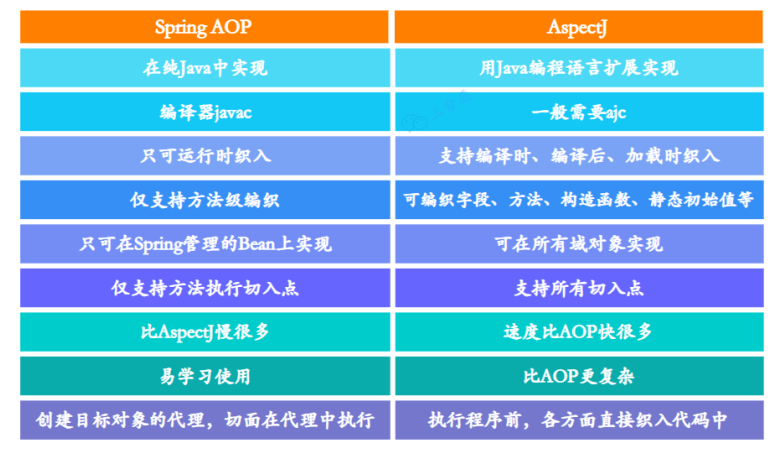 Spring AOP
AspectJ
在纯Java中实现
用Java编程语言扩展实现
编译器javac
一般需要ajc
只可运行时织入
支持编译时、编译后、加载时织入
仅支持方法级编织
可编织字段、方法、构造函数、静态初始值等
只可在Spring管理的Bean上实现
可在所有域对象实现
仅支持方法执行切入点
支持所有切入点
比AspectJ慢很多
速度比AOP快很多
易学习使用
比AOP更复杂
创建目标对象的代理，切面在代理中执行
执行程序前，各方面直接织入代码中